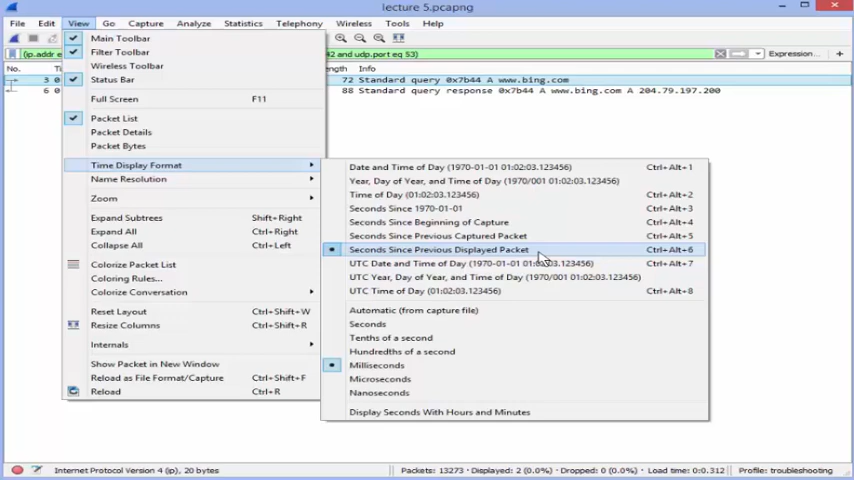 lecture 5.pcapng
File Edit View Go Capture Analyze Statistics Telephony Wireless Tools Help
(ip.addr e
42 and udp.port eq 53)
Expression...
+
No.
length Info
3 0
72 Standard query 0x7b44 A www.bing.com
6 0
88 Standard query response 0x7b44 A www.bing.com A 204.79.197.200
Main Toolbar
Filter Toolbar
Wireless Toolbar
Status Bar
Full Screen F11
Packet List
Packet Details
Packet Bytes
Time Display Format
Name Resolution
Zoom
Expand Subtrees Shift+Right
Expand All Ctrl+Right
Collapse All Ctrl+Left
Colorize Packet List
Coloring Rules...
Colorize Conversation
Reset Layout Ctrl+Shift+W
Resize Columns Ctrl+Shift+R
Internals
Show Packet in New Window
Reload as File Format/Capture Ctrl+Shift+F
Reload Ctrl+R
Date and Time of Day (1970-01-01 01:02:03.123456) Ctrl+Alt+1
Year, Day of Year, and Time of Day (1970/001 01:02:03.123456)
Time of Day (01:02:03.123456) Ctrl+Alt+2
Seconds Since 1970-01-01 Ctrl+Alt+3
Seconds Since Beginning of Capture Ctrl+Alt+4
Seconds Since Previous Captured Packet Ctrl+Alt+5
Seconds Since Previous Displayed Packet Ctrl+Alt+6
UTC Date and Time of Day (1970-01-01 01:02:03.123456) Ctrl+Alt+7
UTC Year, Day of Year, and Time of Day (1970/001 01:02:03.123456)
UTC Time of Day (01:02:03.123456) Ctrl+Alt+8
Automatic (from capture file)
Seconds
Tenths of a second
Hundredths of a second
Milliseconds
Microseconds
Nanoseconds
Display Seconds With Hours and Minutes
Internet Protocol Version 4 (ip), 20 bytes
Packets: 13273 · Displayed: 2 (0.0%) · Dropped: 0 (0.0%) · Load time: 0:0.312
Profile: troubleshooting